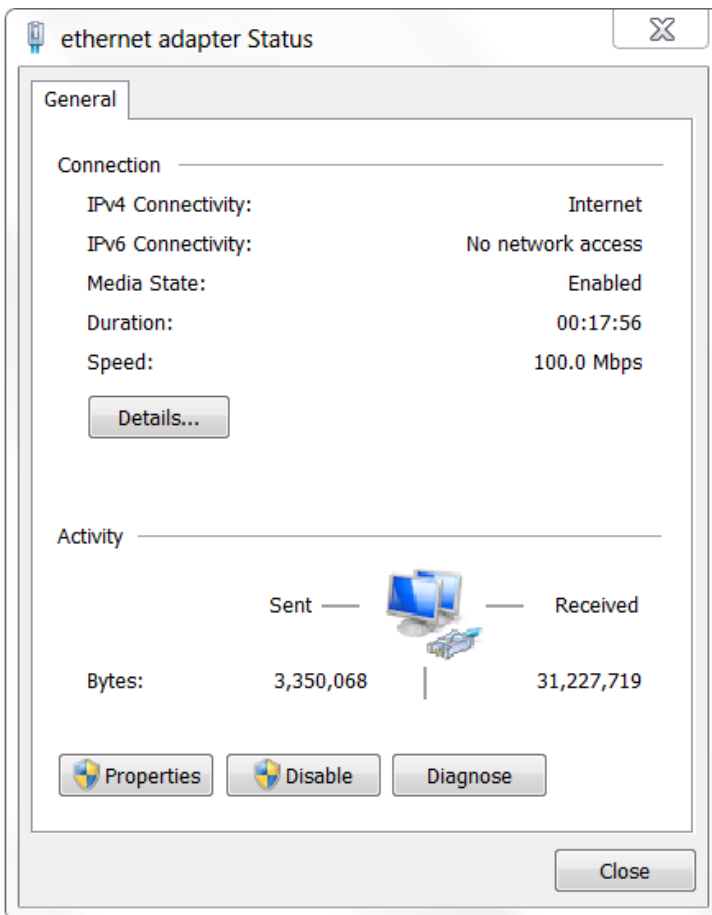 ethernet adapter Status
General
Connection
IPv4 Connectivity: Internet
IPv6 Connectivity: No network access
Media State: Enabled
Duration: 00:17:56
Speed: 100.0 Mbps
Details...
Activity
Sent Received
Bytes: 3,350,068 31,227,719
Properties Disable Diagnose
Close